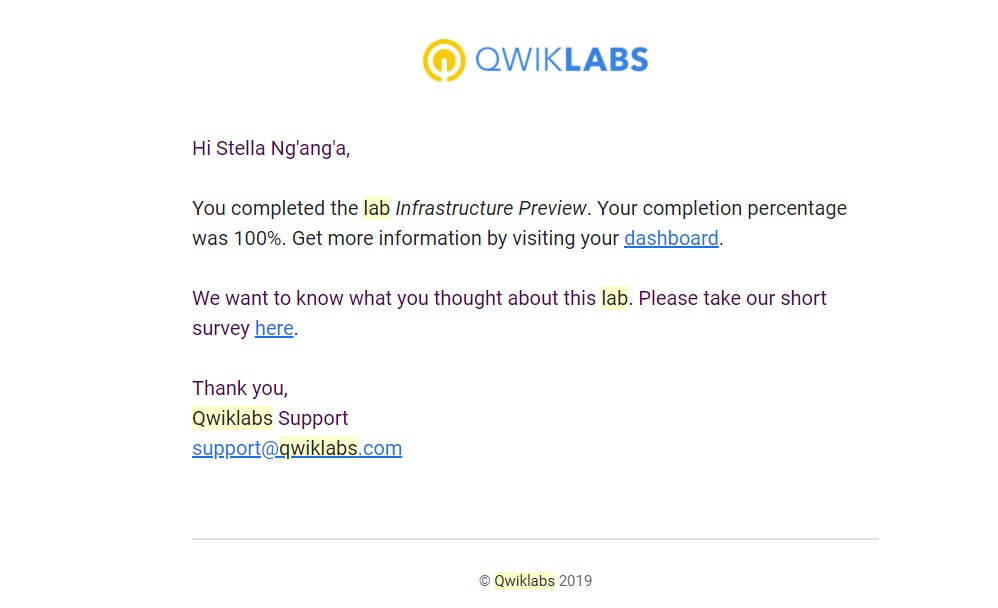 QWIKLABS
Hi Stella Ng'ang'a,
You completed the lab Infrastructure Preview. Your completion percentage
was 100%. Get more information by visiting your dashboard.
We want to know what you thought about this lab. Please take our short
survey here.
Thank you,
Qwiklabs Support
support@qwiklabs.com
© Qwiklabs 2019